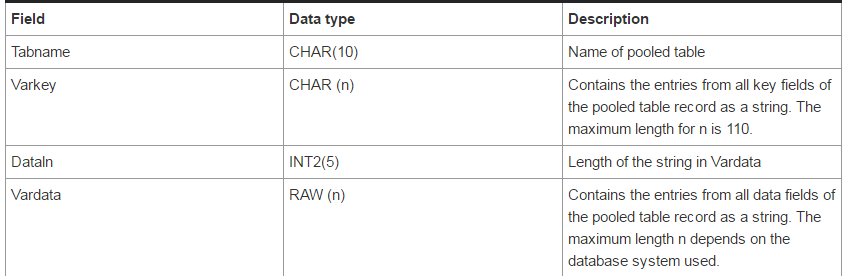 Field Data type Description
Tabname CHAR(10) Name of pooled table
Varkey CHAR (n) Contains the entries from all key fields of
the pooled table record as a string. The
maximum length for n is 110.
Dataln INT2(5) Length of the string in Vardata
Vardata RAW (n) Contains the entries from all data fields of
the pooled table record as a string. The
maximum length n depends on the
database system used.